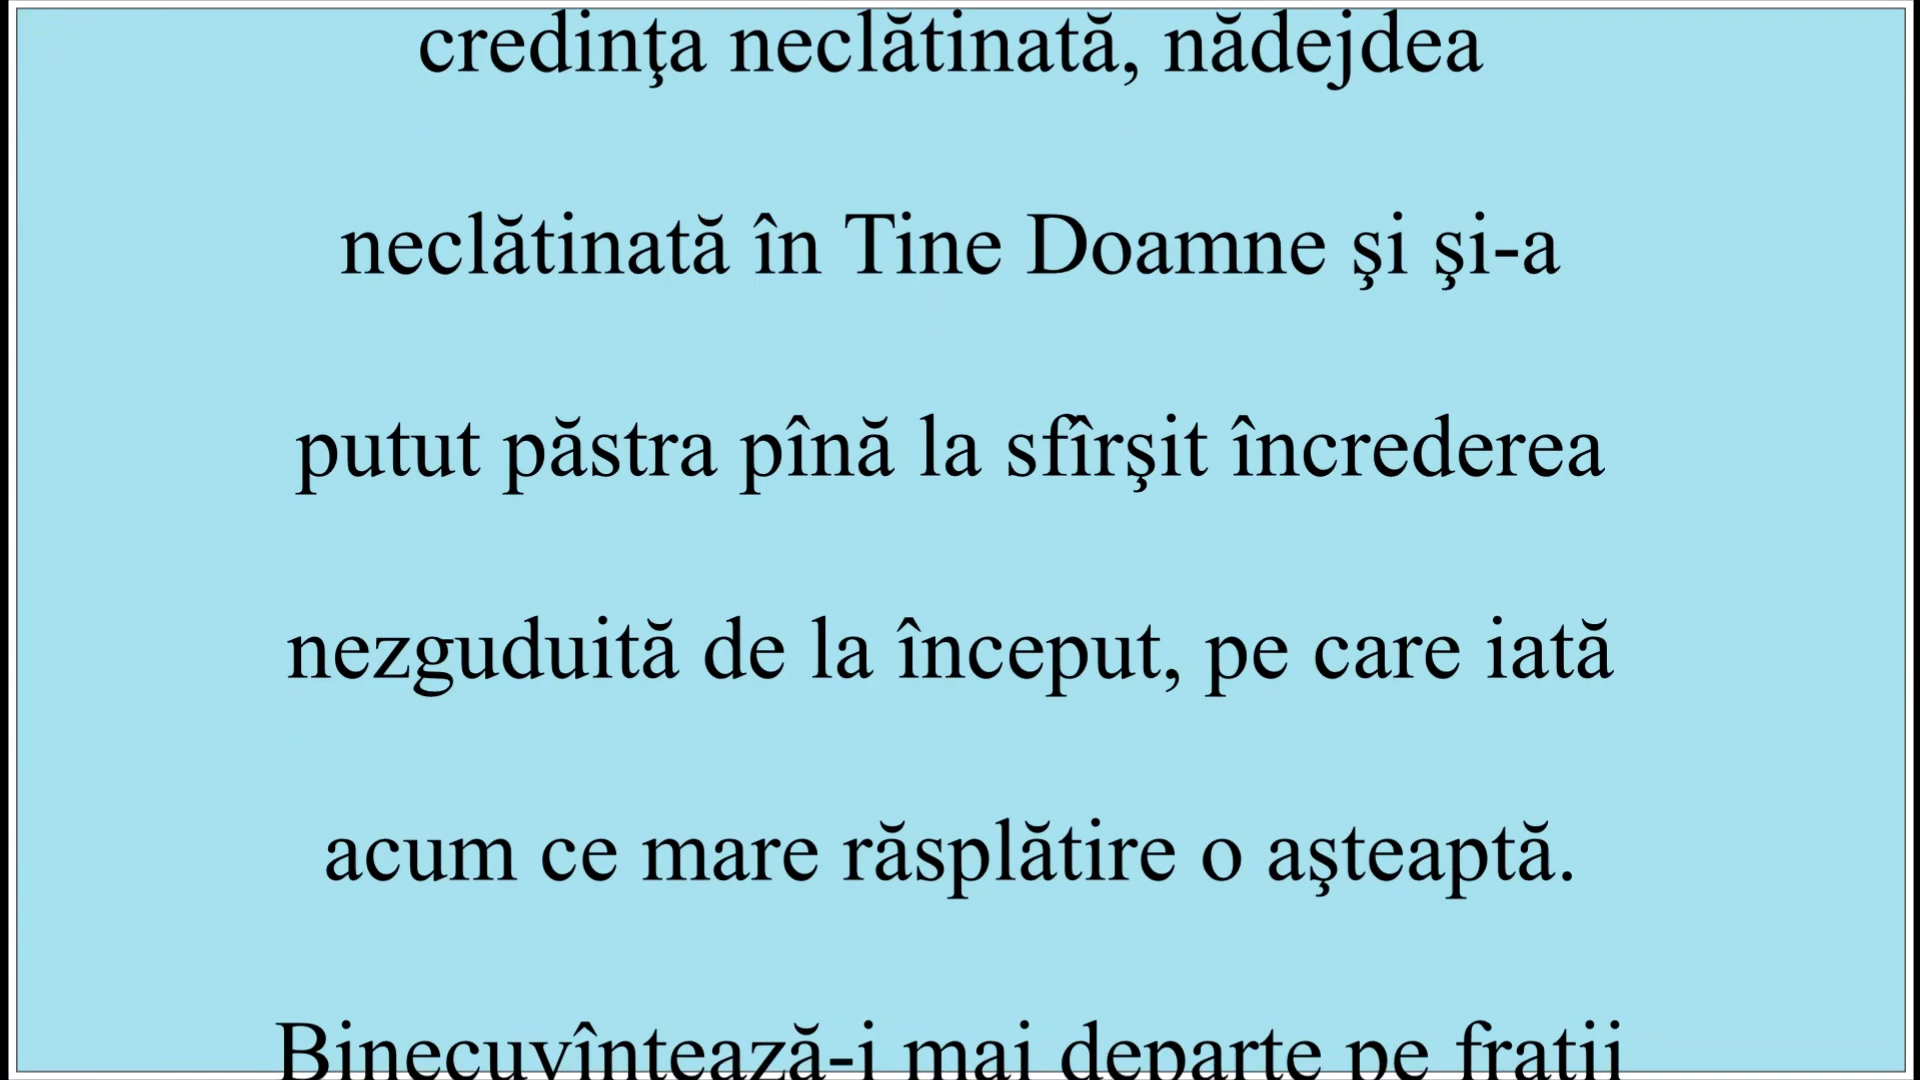 credinţa neclătinată, nădejdea
neclătinată în Tine Doamne şi şi-a
putut păstra pînă la sfîrşit încrederea
nezguduită de la început, pe care iată
acum ce mare răsplătire o aşteaptă.
Binecuvîntează-i mai departe pe fraţii